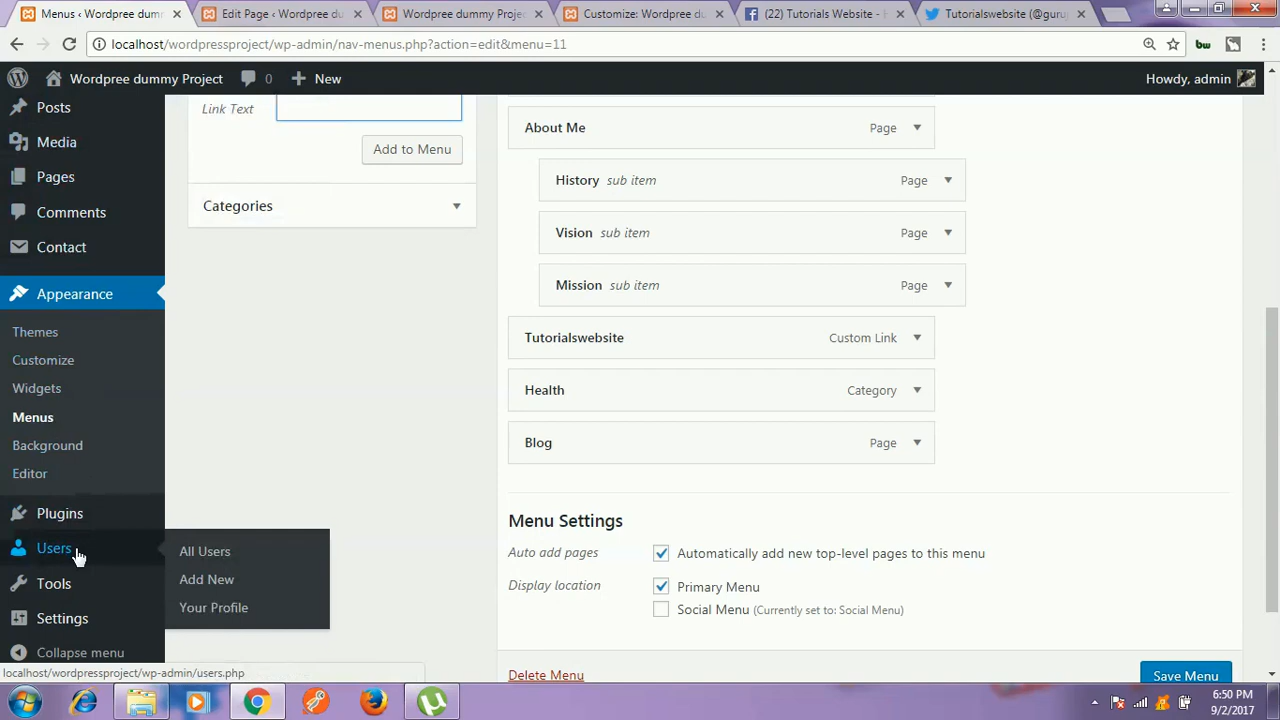 Menus ‹ Wordpree dumm
Edit Page ‹ Wordpree du
Wordpree dummy Proje
Customize: Wordpree du
(22) Tutorials Website - H
Tutorialswebsite (@guruj
localhost/wordpressproject/wp-admin/nav-menus.php?action=edit&menu=11
bw
Wordpree dummy Project 0 New Howdy, admin
Posts
Media
Pages
Comments
Contact
Appearance
Themes
Customize
Widgets
Menus
Background
Editor
Plugins
Users
Tools
Settings
Collapse menu
All Users
Add New
Your Profile
Link Text
Add to Menu
Categories
About Me Page
History sub item Page
Vision sub item Page
Mission sub item Page
Tutorialswebsite Custom Link
Health Category
Blog Page
Menu Settings
Auto add pages Automatically add new top-level pages to this menu
Display location Primary Menu
Social Menu (Currently set to: Social Menu)
Delete Menu Save Menu
localhost/wordpressproject/wp-admin/users.php
6:50 PM
9/2/2017